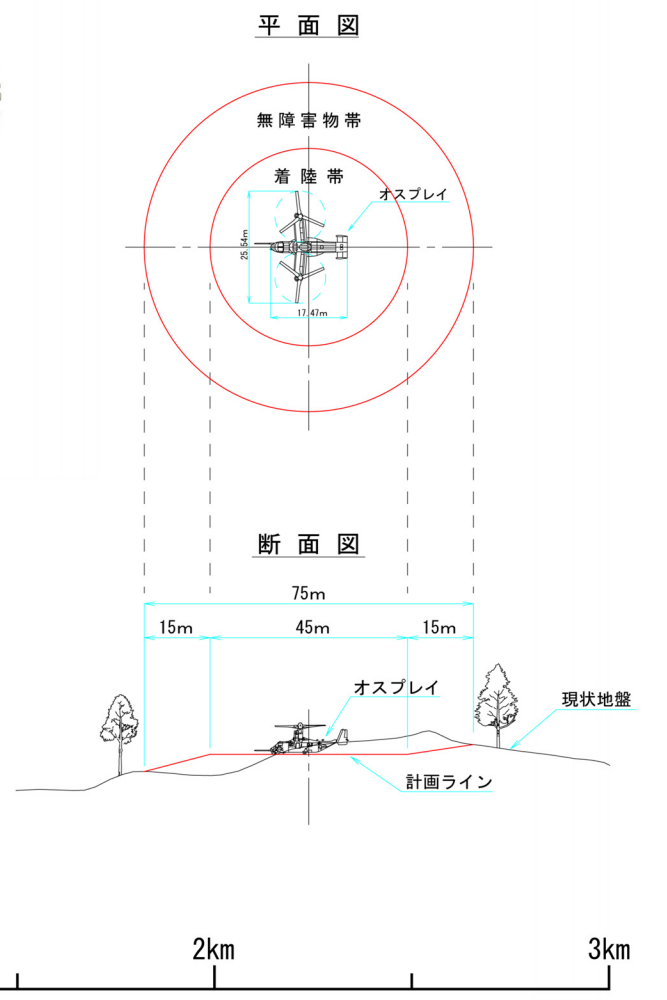 平面図
無障害物帯
着陸帯
オスプレイ
25.54m
17.47m
断面図
75m
15m
45m
15m
オスプレイ
現状地盤
計画ライン
2km
3km